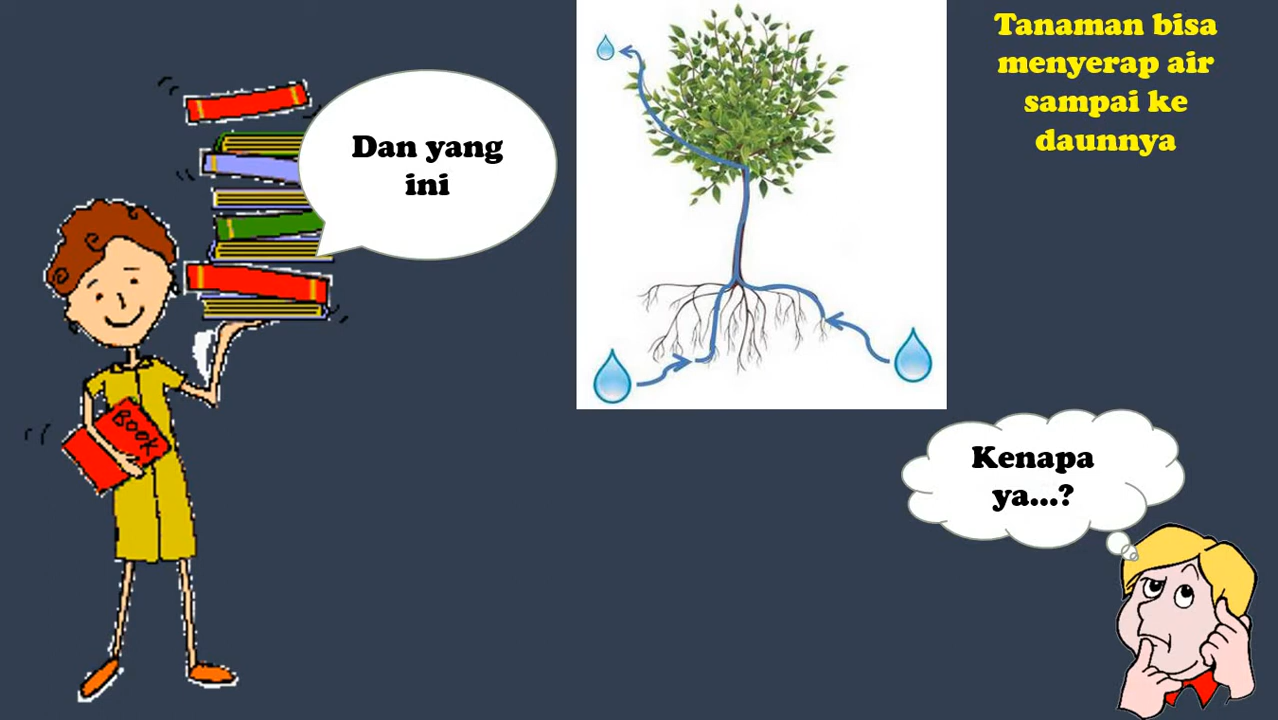 Tanaman bisa
menyerap air
sampai ke
daunnya
Dan yang
ini
BOOK
Kenapa
ya...?